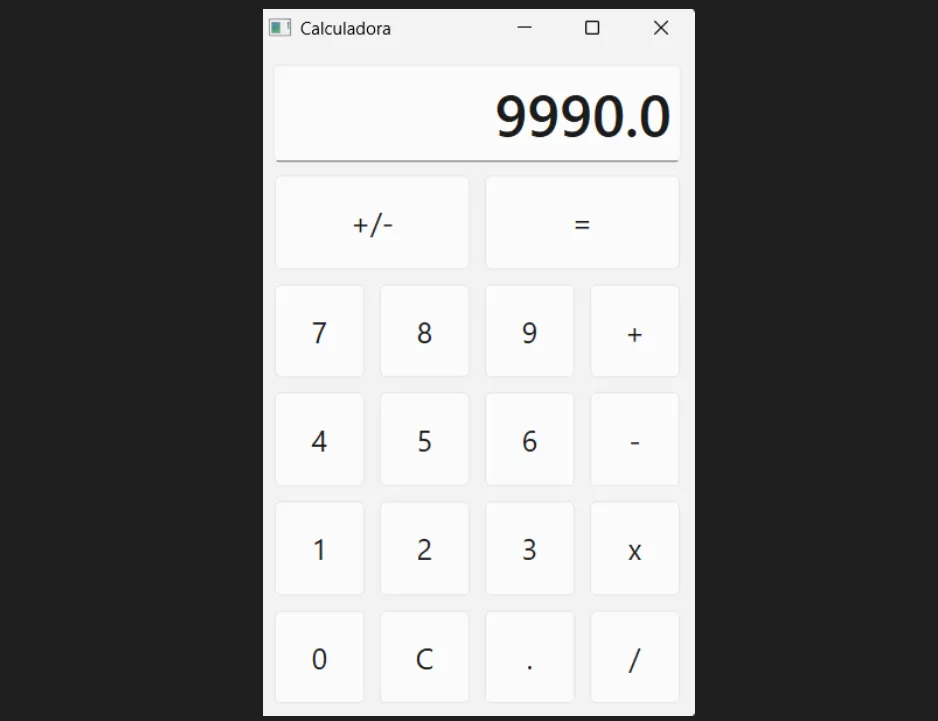 Calculadora
9990.0
+/- =
7 8 9 +
4 5 6 -
1 2 3 x
0 C . /